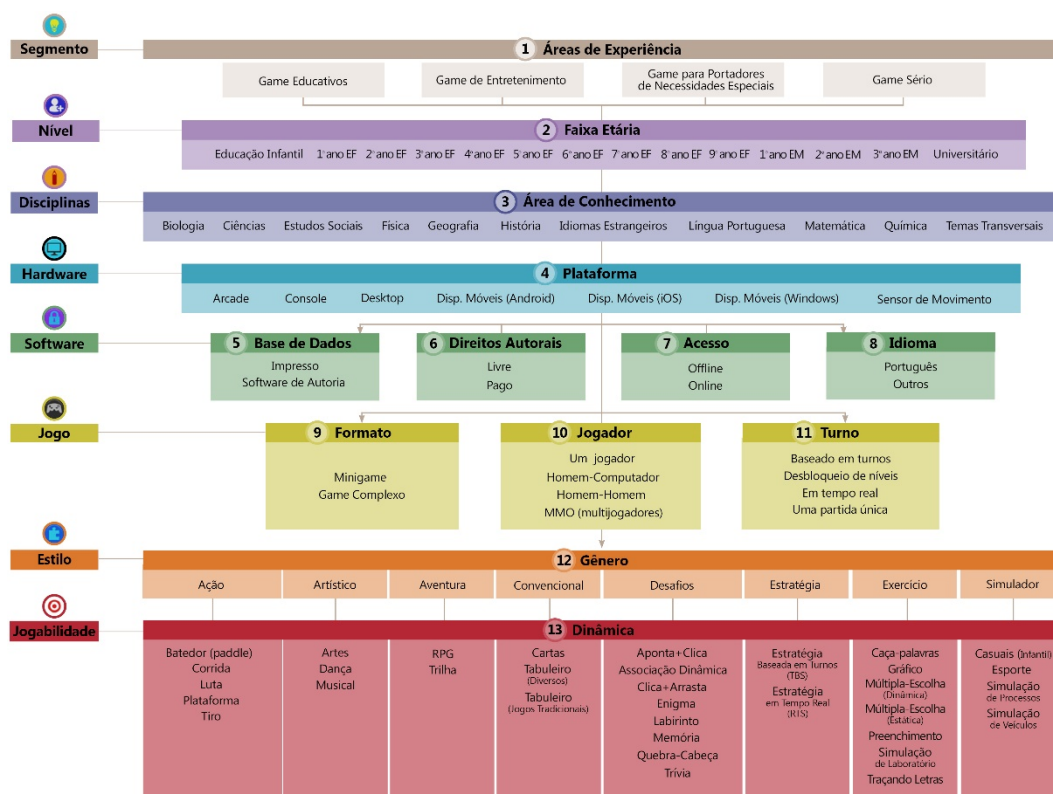 Segmento
1 Áreas de Experiência
Game Educativos
Game de Entretenimento
Game para Portadores
de Necessidades Especiais
Game Sério
Nível
2 Faixa Etária
Educação Infantil 1º ano EF 2º ano EF 3º ano EF 4º ano EF 5º ano EF 6º ano EF 7º ano EF 8º ano EF 9º ano EF 1º ano EM 2º ano EM 3º ano EM Universitário
Disciplinas
3 Área de Conhecimento
Biologia Ciências Estudos Sociais Física Geografia História Idiomas Estrangeiros Língua Portuguesa Matemática Química Temas Transversais
Hardware
4 Plataforma
Arcade Console Desktop Disp. Móveis (Android) Disp. Móveis (iOS) Disp. Móveis (Windows) Sensor de Movimento
Software
5 Base de Dados
Impresso
Software de Autoria
6 Direitos Autorais
Livre
Pago
7 Acesso
Offline
Online
8 Idioma
Português
Outros
Jogo
9 Formato
Minigame
Game Complexo
10 Jogador
Um jogador
Homem-Computador
Homem-Homem
MMO (multijogadores)
11 Turno
Baseado em turnos
Desbloqueio de níveis
Em tempo real
Uma partida única
Estilo
12 Gênero
Ação Artístico Aventura Convencional Desafios Estratégia Exercício Simulador
Jogabilidade
13 Dinâmica
Batedor (paddle)
Corrida
Luta
Plataforma
Tiro
Artes
Dança
Musical
RPG
Trilha
Cartas
Tabuleiro
(Diversos)
Tabuleiro
(Jogos Tradicionais)
Aponta+Clica
Associação Dinâmica
Clica+Arrasta
Enigma
Labirinto
Memória
Quebra-Cabeça
Trívia
Estratégia
Baseada em Turnos
(TBS)
Estratégia
em Tempo Real
(RTS)
Caça-palavras
Gráfico
Múltipla-Escolha
(Dinâmica)
Múltipla-Escolha
(Estática)
Preenchimento
Simulação
de Laboratório
Traçando Letras
Casuais (Infantil)
Esporte
Simulação
de Processos
Simulação
de Veículos